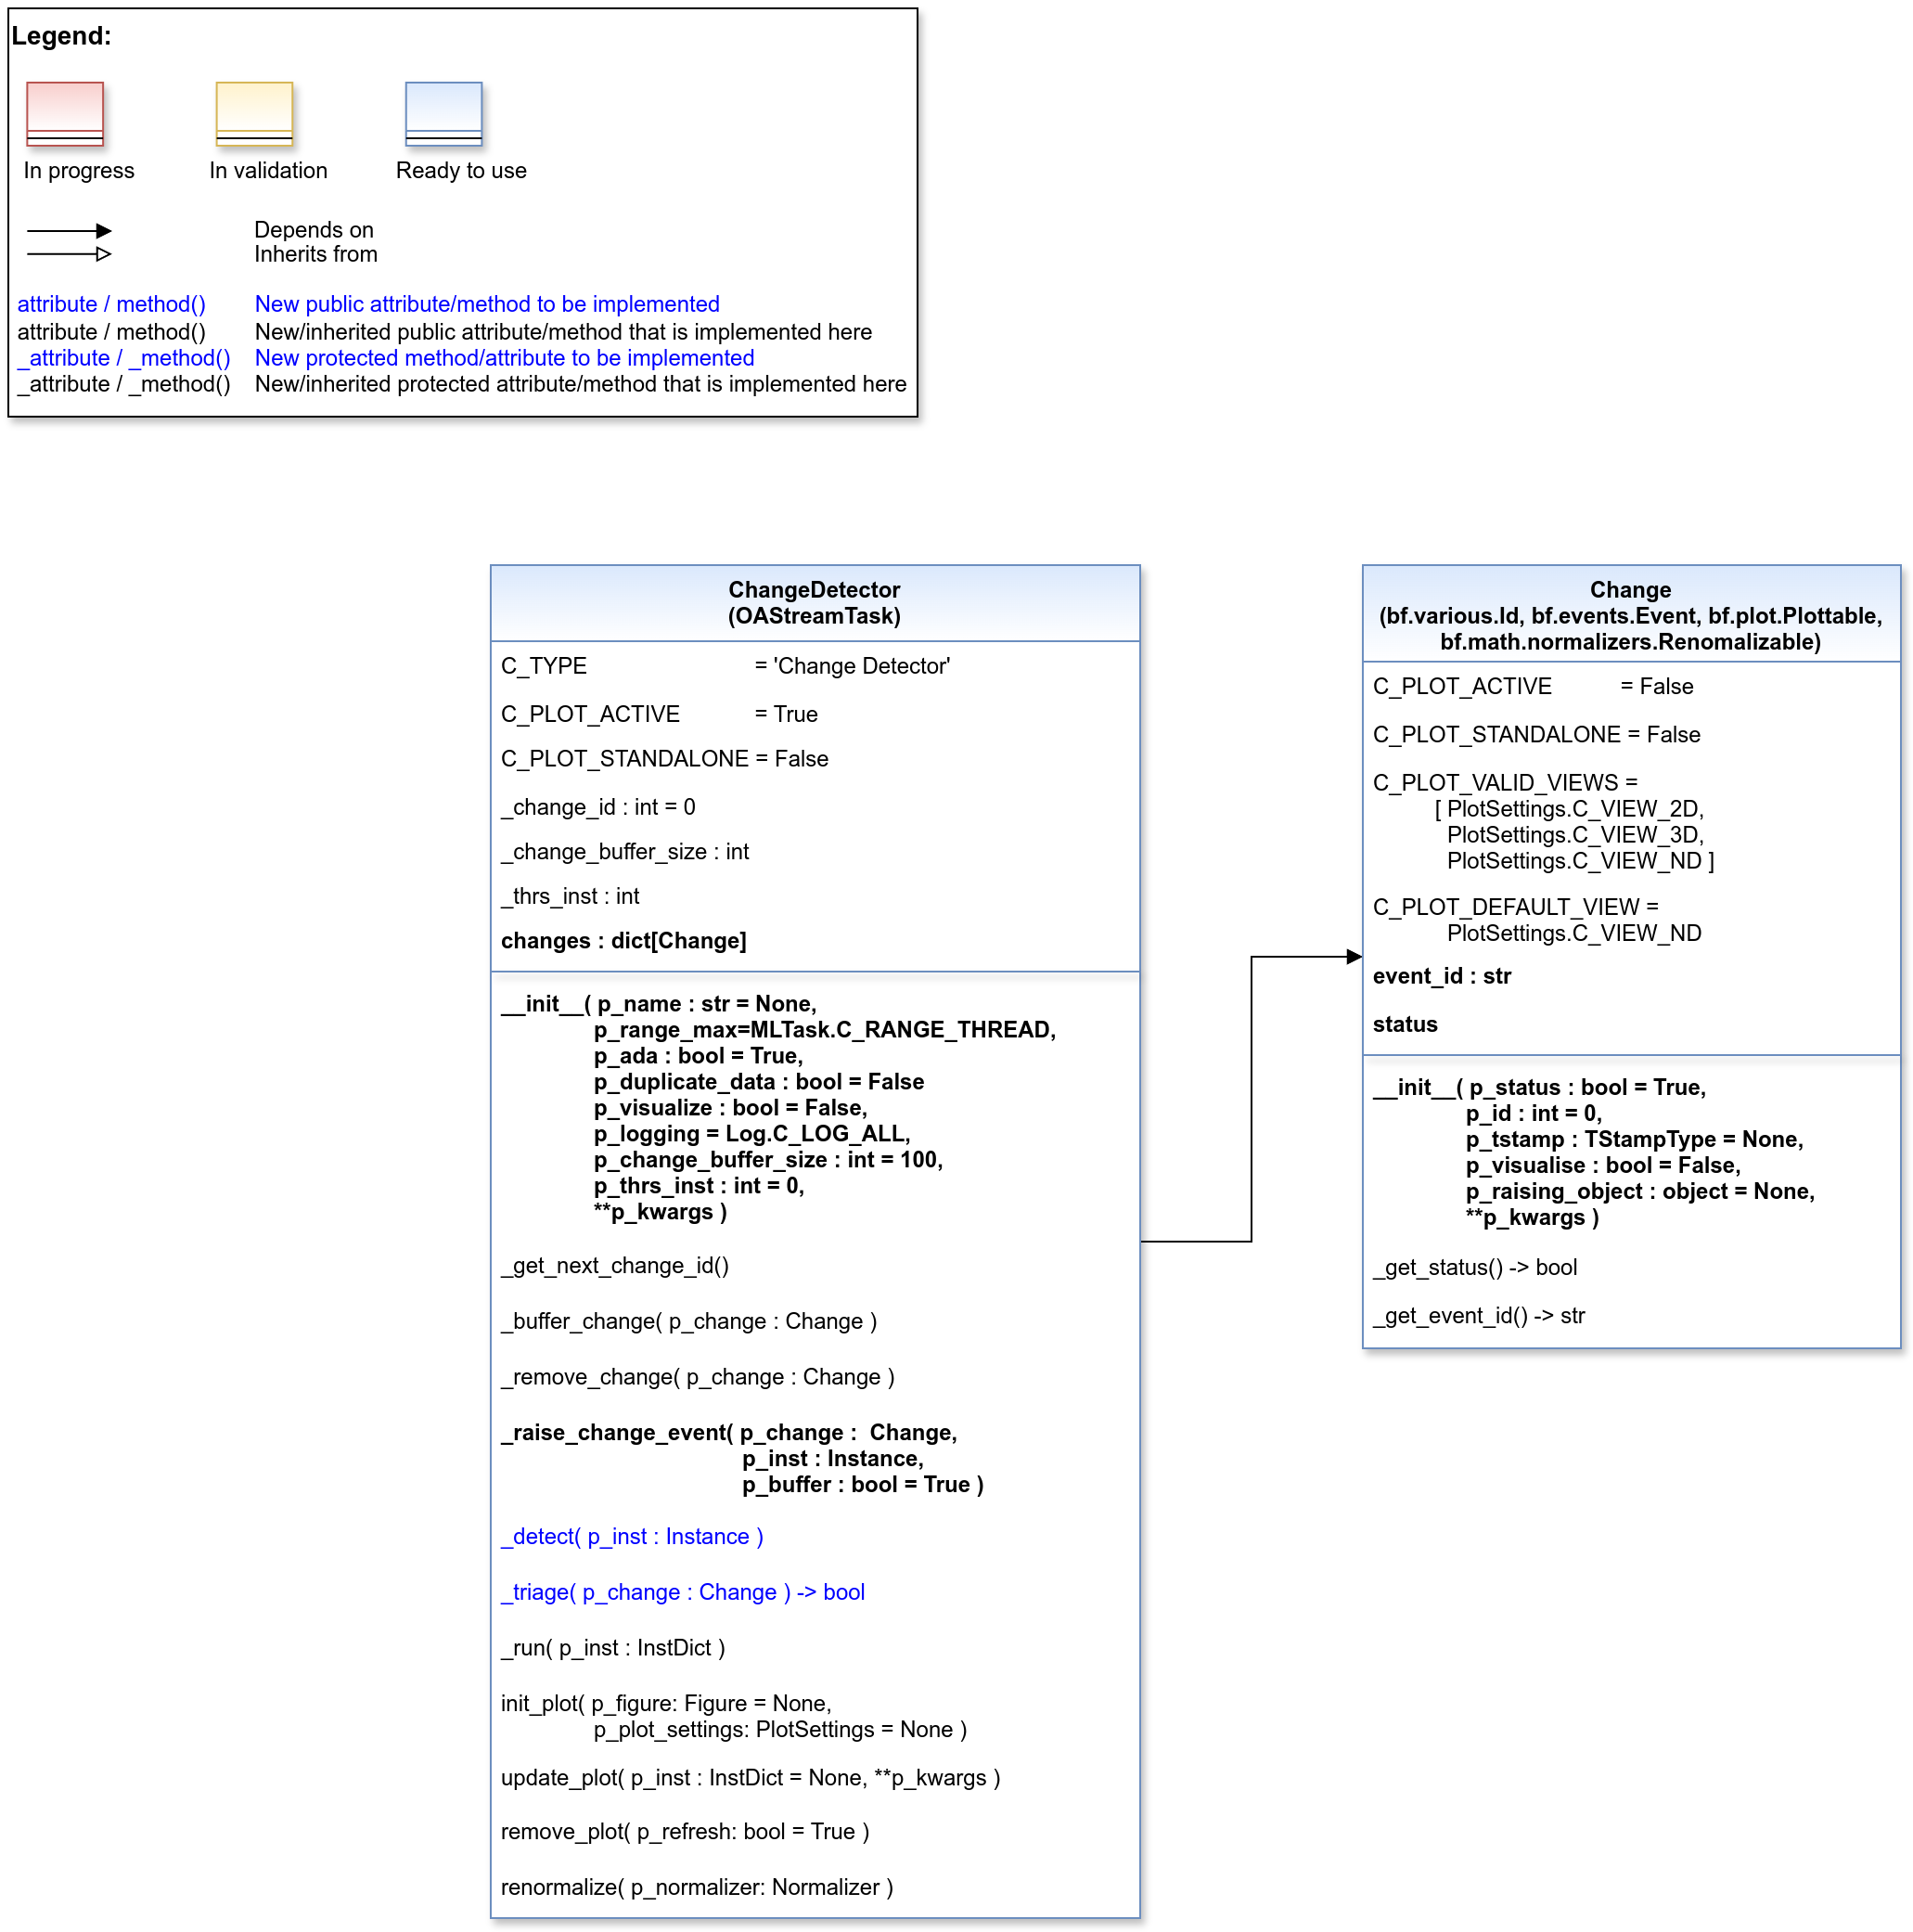 Legend:
In progress
In validation
Ready to use
Depends on
Inherits from
attribute / method() New public attribute/method to be implemented
attribute / method() New/inherited public attribute/method that is implemented here
_attribute / _method() New protected method/attribute to be implemented
_attribute / _method() New/inherited protected attribute/method that is implemented here
ChangeDetector
(OAStreamTask)
C_TYPE = 'Change Detector'
C_PLOT_ACTIVE = True
C_PLOT_STANDALONE = False
_change_id : int = 0
_change_buffer_size : int
_thrs_inst : int
changes : dict[Change]
__init__( p_name : str = None,
p_range_max=MLTask.C_RANGE_THREAD,
p_ada : bool = True,
p_duplicate_data : bool = False
p_visualize : bool = False,
p_logging = Log.C_LOG_ALL,
p_change_buffer_size : int = 100,
p_thrs_inst : int = 0,
**p_kwargs )
_get_next_change_id()
_buffer_change( p_change : Change )
_remove_change( p_change : Change )
_raise_change_event( p_change :  Change,
p_inst : Instance,
p_buffer : bool = True )
_detect( p_inst : Instance )
_triage( p_change : Change ) -> bool
_run( p_inst : InstDict )
init_plot( p_figure: Figure = None,
p_plot_settings: PlotSettings = None )
update_plot( p_inst : InstDict = None, **p_kwargs )
remove_plot( p_refresh: bool = True )
renormalize( p_normalizer: Normalizer )
Change
(bf.various.Id, bf.events.Event, bf.plot.Plottable,
bf.math.normalizers.Renomalizable)
C_PLOT_ACTIVE = False
C_PLOT_STANDALONE = False
C_PLOT_VALID_VIEWS =
[ PlotSettings.C_VIEW_2D,
PlotSettings.C_VIEW_3D,
PlotSettings.C_VIEW_ND ]
C_PLOT_DEFAULT_VIEW =
PlotSettings.C_VIEW_ND
event_id : str
status
__init__( p_status : bool = True,
p_id : int = 0,
p_tstamp : TStampType = None,
p_visualise : bool = False,
p_raising_object : object = None,
**p_kwargs )
_get_status() -> bool
_get_event_id() -> str